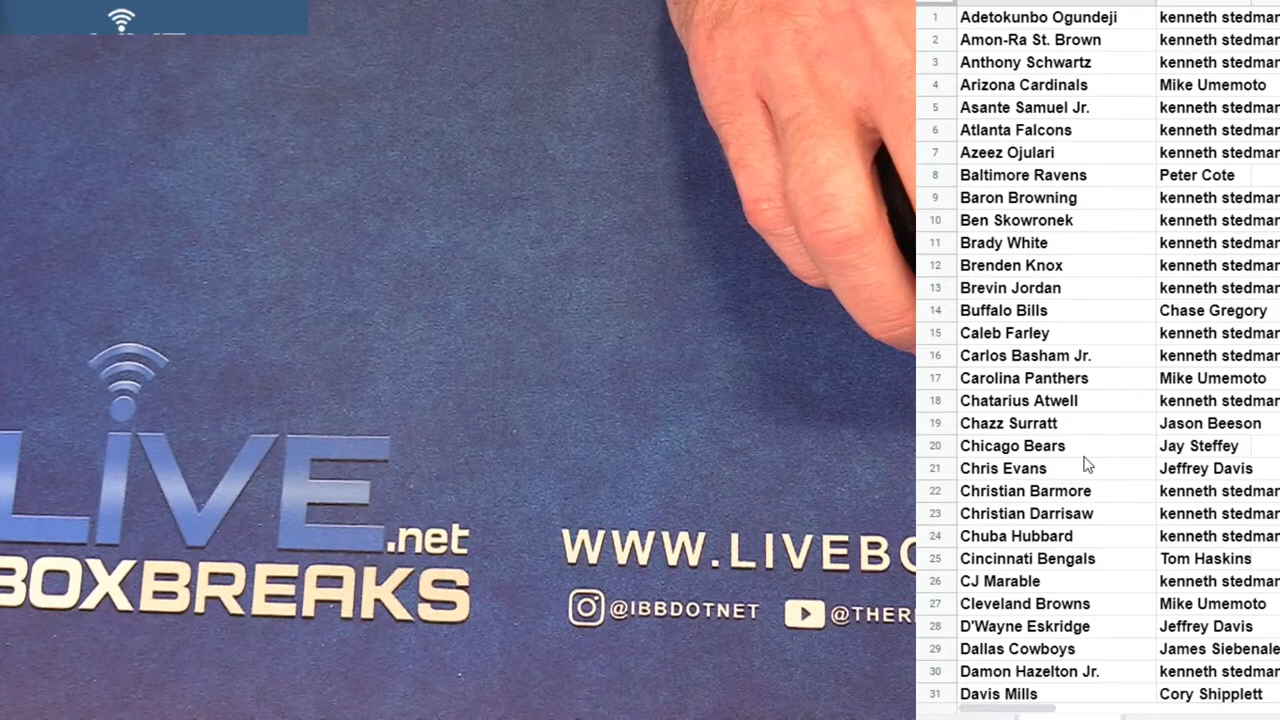 LIVE
.net
BOXBREAKS
WWW.LIVEBO
@IBBDOTNET
@THER
1 Adetokunbo Ogundeji kenneth stedman
2 Amon-Ra St. Brown kenneth stedman
3 Anthony Schwartz kenneth stedman
4 Arizona Cardinals Mike Umemoto
5 Asante Samuel Jr. kenneth stedman
6 Atlanta Falcons kenneth stedman
7 Azeez Ojulari kenneth stedman
8 Baltimore Ravens Peter Cote
9 Baron Browning kenneth stedman
10 Ben Skowronek kenneth stedman
11 Brady White kenneth stedman
12 Brenden Knox kenneth stedman
13 Brevin Jordan kenneth stedman
14 Buffalo Bills Chase Gregory
15 Caleb Farley kenneth stedman
16 Carlos Basham Jr. kenneth stedman
17 Carolina Panthers Mike Umemoto
18 Chatarius Atwell kenneth stedman
19 Chazz Surratt Jason Beeson
20 Chicago Bears Jay Steffey
21 Chris Evans Jeffrey Davis
22 Christian Barmore kenneth stedman
23 Christian Darrisaw kenneth stedman
24 Chuba Hubbard kenneth stedman
25 Cincinnati Bengals Tom Haskins
26 CJ Marable kenneth stedman
27 Cleveland Browns Mike Umemoto
28 D'Wayne Eskridge Jeffrey Davis
29 Dallas Cowboys James Siebenale
30 Damon Hazelton Jr. kenneth stedman
31 Davis Mills Cory Shipplett